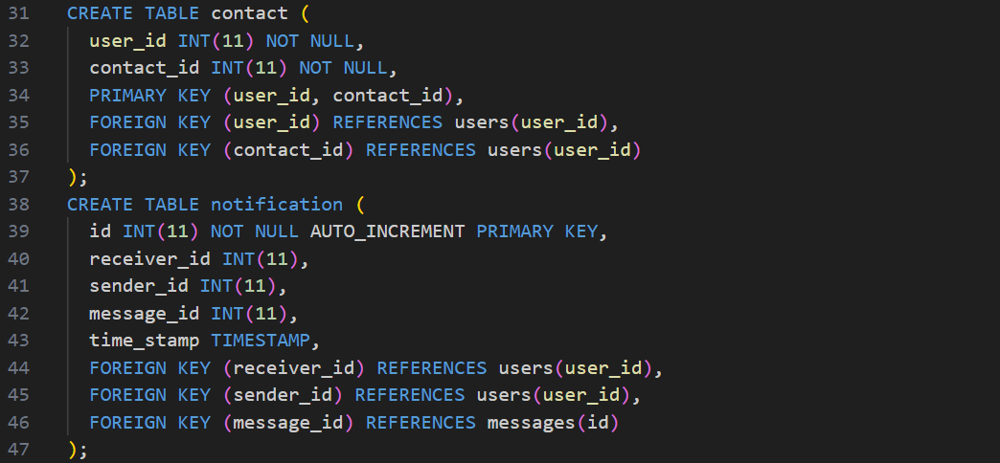 31 CREATE TABLE contact (
32 user_id INT(11) NOT NULL,
33 contact_id INT(11) NOT NULL,
34 PRIMARY KEY (user_id, contact_id),
35 FOREIGN KEY (user_id) REFERENCES users(user_id),
36 FOREIGN KEY (contact_id) REFERENCES users(user_id)
37 );
38 CREATE TABLE notification (
39 id INT(11) NOT NULL AUTO_INCREMENT PRIMARY KEY,
40 receiver_id INT(11),
41 sender_id INT(11),
42 message_id INT(11),
43 time_stamp TIMESTAMP,
44 FOREIGN KEY (receiver_id) REFERENCES users(user_id),
45 FOREIGN KEY (sender_id) REFERENCES users(user_id),
46 FOREIGN KEY (message_id) REFERENCES messages(id)
47 );